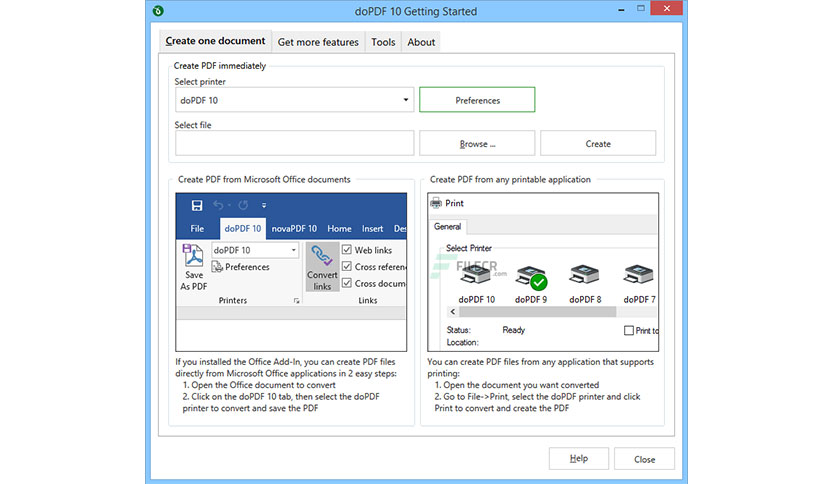 doPDF 10 Getting Started
Create one document
Get more features
Tools
About
Create PDF immediately
Select printer
doPDF 10
Preferences
Select file
Browse ...
Create
Create PDF from Microsoft Office documents
File
doPDF 10
novaPDF 10
Home
Insert
Des
Save
As PDF
doPDF 10
Preferences
Printers
Convert
links
Web links
Cross referen
Cross docum
Links
If you installed the Office Add-In, you can create PDF files
directly from Microsoft Office applications in 2 easy steps:
1. Open the Office document to convert
2. Click on the doPDF 10 tab, then select the doPDF
printer to convert and save the PDF
Create PDF from any printable application
Print
General
Select Printer
FILECR
.com
doPDF 10
doPDF 9
doPDF 8
doPDF 7
Status:
Ready
Print to
Location:
You can create PDF files from any application that supports
printing:
1. Open the document you want converted
2. Go to File->Print, select the doPDF printer and click
Print to convert and create the PDF
Help
Close